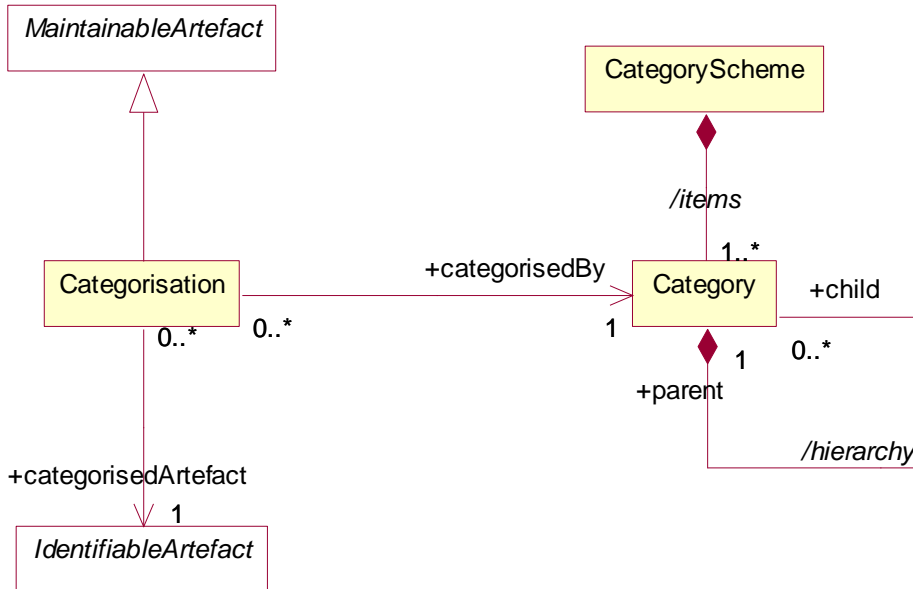 MaintainableArtefact
CategoryScheme
/items
1..*
+categorisedBy
Categorisation
Category
+child
0..*
0..*
1
1
0..*
+parent
/hierarchy
+categorisedArtefact
1
IdentifiableArtefact